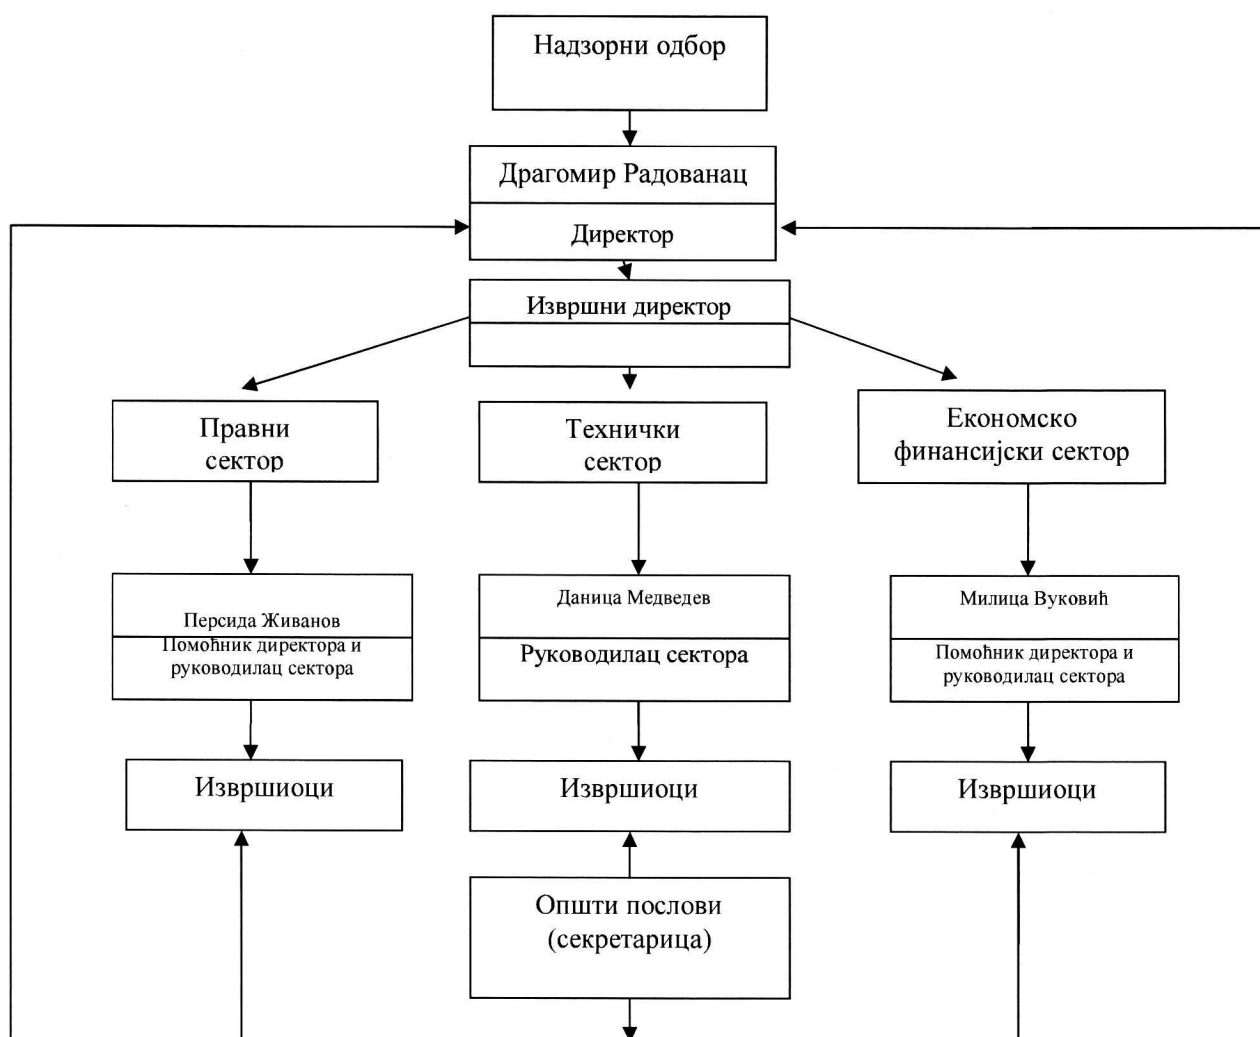 Надзорни одбор
Драгомир Радованац
Директор
Извршни директор
Правни
сектор
Технички
сектор
Економско
финансијски сектор
Персида Живанов
Помоћник директора и
руководилац сектора
Даница Медведев
Руководилац сектора
Милица Вуковић
Помоћник директора и
руководилац сектора
Извршиоци
Извршиоци
Извршиоци
Општи послови
(секретарица)